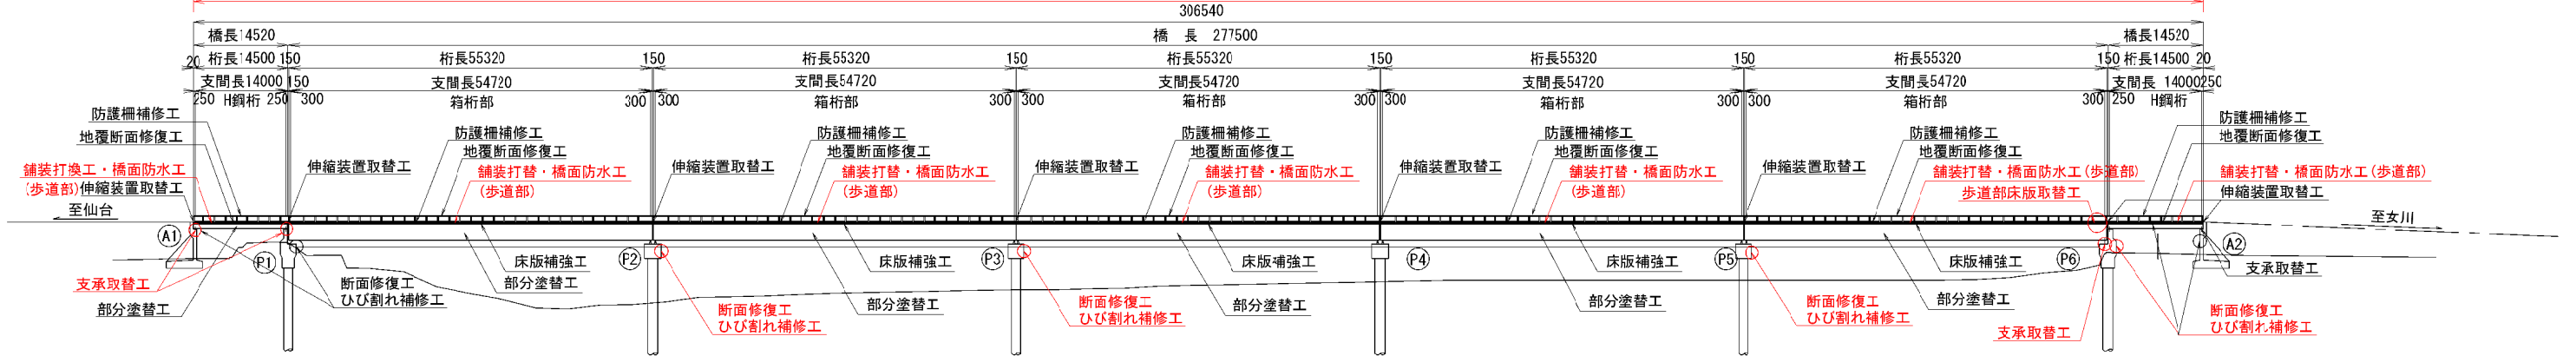 306540
橋長14520
橋 長 277500
橋長14520
20 桁長14500 150 桁長55320 150 桁長55320 150 桁長55320 150 桁長55320 150 桁長55320 150 桁長14500 20
支間長14000 150 支間長54720 支間長54720 支間長54720 支間長54720 支間長54720 支間長 14000 250
250 H鋼桁 250 300 箱桁部 300 300 箱桁部 300 300 箱桁部 300 300 箱桁部 300 300 箱桁部 300 250 H鋼桁
防護柵補修工 防護柵補修工 防護柵補修工 防護柵補修工 防護柵補修工 防護柵補修工 防護柵補修工
地覆断面修復工 地覆断面修復工 地覆断面修復工 地覆断面修復工 地覆断面修復工 地覆断面修復工 地覆断面修復工
伸縮装置取替工 伸縮装置取替工 伸縮装置取替工 伸縮装置取替工 伸縮装置取替工
舗装打換工・橋面防水工 舗装打替・橋面防水工 舗装打替・橋面防水工 舗装打替・橋面防水工 舗装打替・橋面防水工 舗装打替・橋面防水工(歩道部) 舗装打替・橋面防水工(歩道部)
(歩道部) 伸縮装置取替工 (歩道部) (歩道部) (歩道部) (歩道部) 歩道部床版取替工 伸縮装置取替工
至仙台 至女川
A1 P1 P2 P3 P4 P5 P6 A2
床版補強工 床版補強工 床版補強工 床版補強工 床版補強工 支承取替工
支承取替工 断面修復工 部分塗替工 部分塗替工 部分塗替工 部分塗替工 部分塗替工
ひび割れ補修工
部分塗替工 断面修復工 断面修復工 断面修復工 断面修復工
ひび割れ補修工 ひび割れ補修工 ひび割れ補修工 支承取替工 ひび割れ補修工